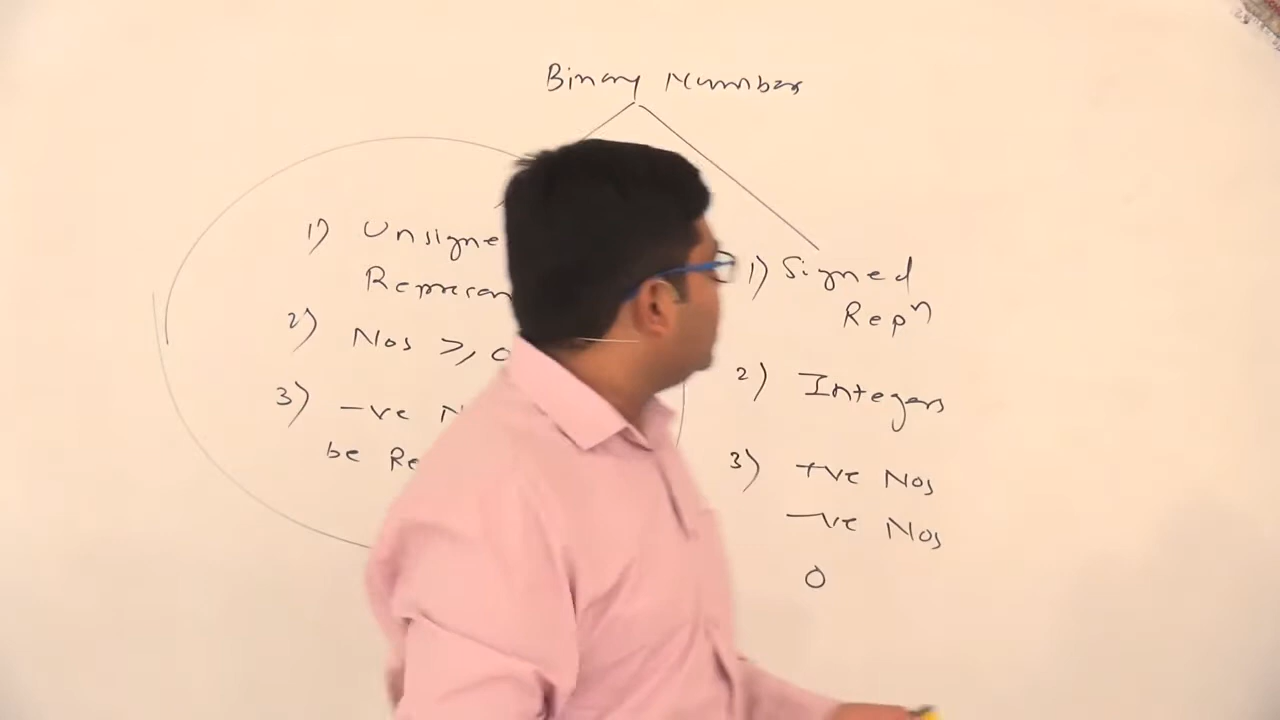 Binary Numbers
1) Unsigne
Represen
2) Nos ≥ 0
3) -ve N
be Re
1) Signed
Repⁿ
2) Integers
3) +ve Nos
-ve Nos
0